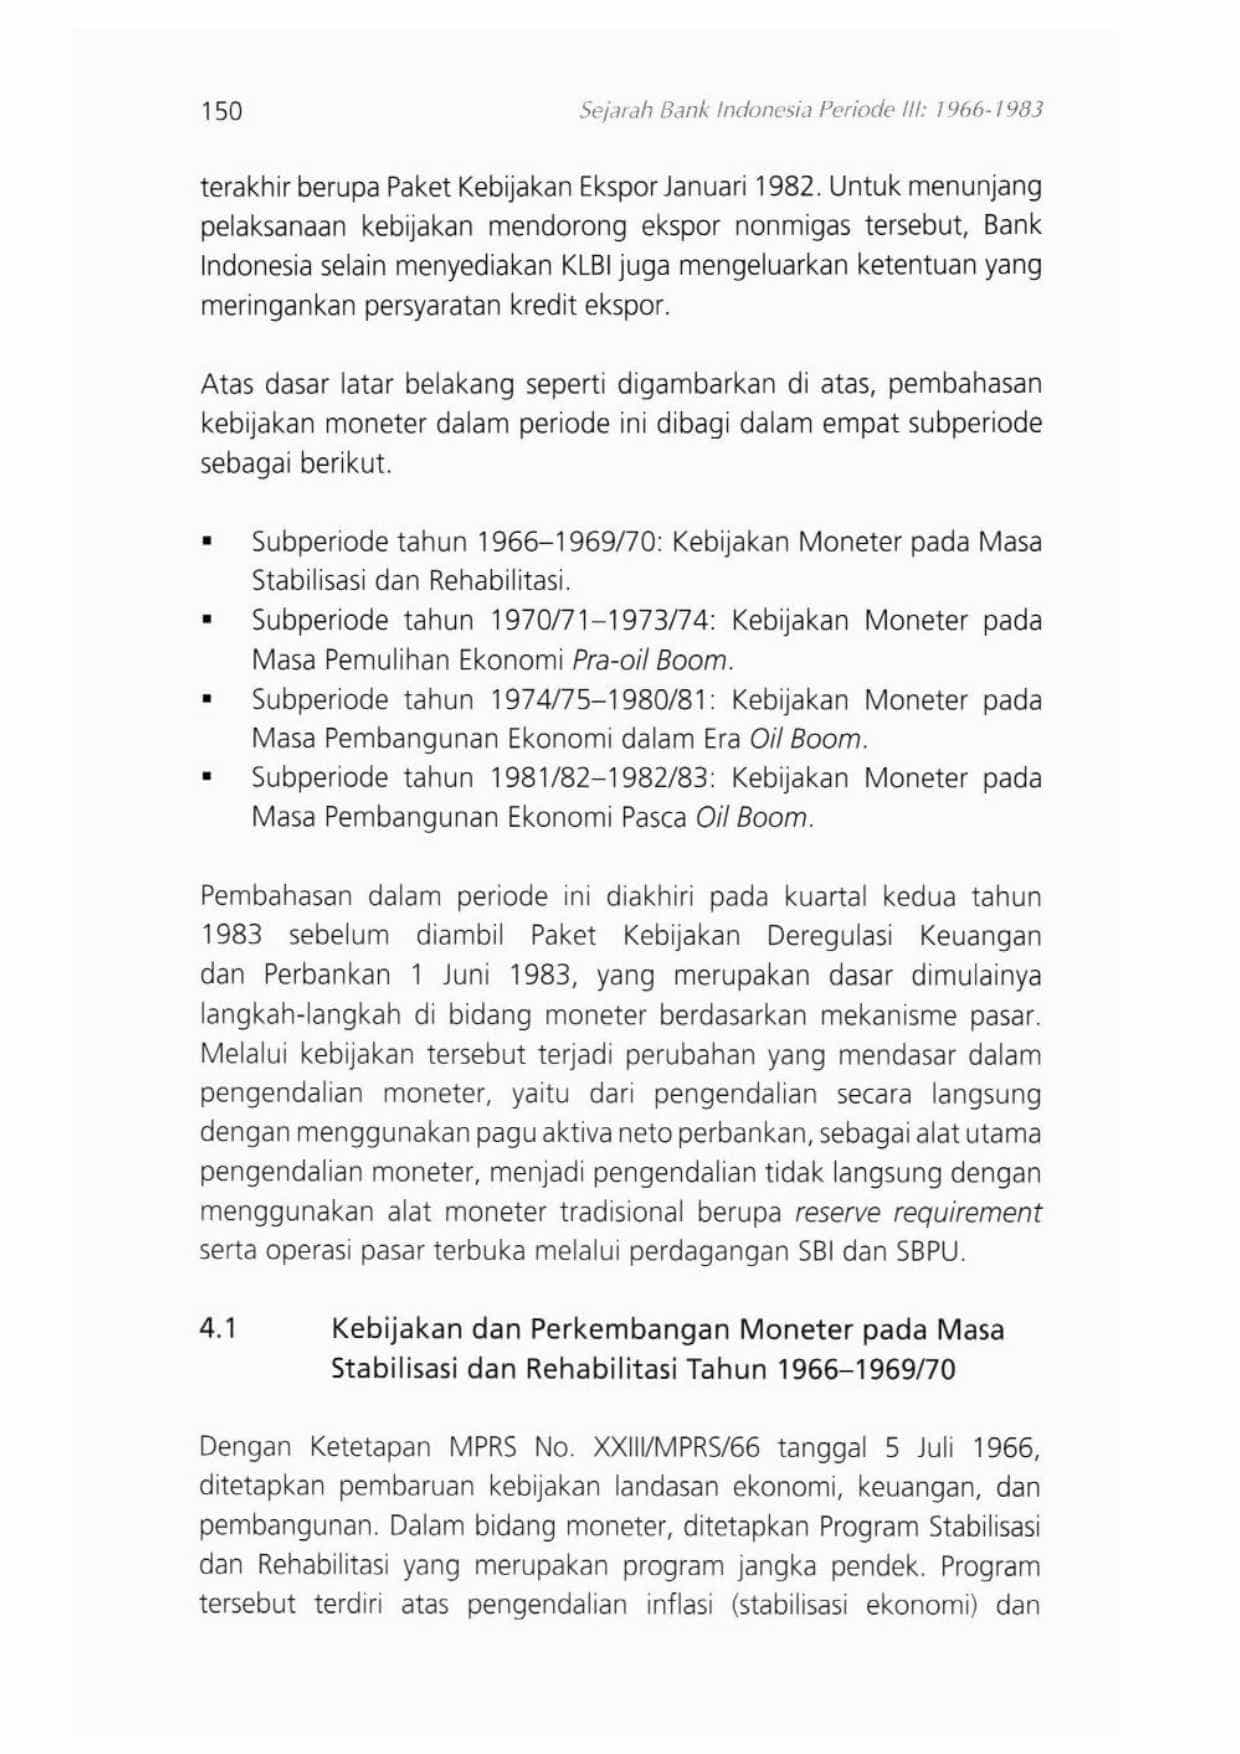 150
Sejarah Bank Indonesia Periode III: 1966-1983
terakhir berupa Paket Kebijakan Ekspor Januari 1982. Untuk menunjang
pelaksanaan kebijakan mendorong ekspor nonmigas tersebut, Bank
Indonesia selain menyediakan KLBI juga mengeluarkan ketentuan yang
meringankan persyaratan kredit ekspor.
Atas dasar latar belakang seperti digambarkan di atas, pembahasan
kebijakan moneter dalam periode ini dibagi dalam empat subperiode
sebagai berikut.
▪ Subperiode tahun 1966–1969/70: Kebijakan Moneter pada Masa
Stabilisasi dan Rehabilitasi.
▪ Subperiode tahun 1970/71–1973/74: Kebijakan Moneter pada
Masa Pemulihan Ekonomi Pra-oil Boom.
▪ Subperiode tahun 1974/75–1980/81: Kebijakan Moneter pada
Masa Pembangunan Ekonomi dalam Era Oil Boom.
▪ Subperiode tahun 1981/82–1982/83: Kebijakan Moneter pada
Masa Pembangunan Ekonomi Pasca Oil Boom.
Pembahasan dalam periode ini diakhiri pada kuartal kedua tahun
1983 sebelum diambil Paket Kebijakan Deregulasi Keuangan
dan Perbankan 1 Juni 1983, yang merupakan dasar dimulainya
langkah-langkah di bidang moneter berdasarkan mekanisme pasar.
Melalui kebijakan tersebut terjadi perubahan yang mendasar dalam
pengendalian moneter, yaitu dari pengendalian secara langsung
dengan menggunakan pagu aktiva neto perbankan, sebagai alat utama
pengendalian moneter, menjadi pengendalian tidak langsung dengan
menggunakan alat moneter tradisional berupa reserve requirement
serta operasi pasar terbuka melalui perdagangan SBI dan SBPU.
4.1 Kebijakan dan Perkembangan Moneter pada Masa
Stabilisasi dan Rehabilitasi Tahun 1966–1969/70
Dengan Ketetapan MPRS No. XXIII/MPRS/66 tanggal 5 Juli 1966,
ditetapkan pembaruan kebijakan landasan ekonomi, keuangan, dan
pembangunan. Dalam bidang moneter, ditetapkan Program Stabilisasi
dan Rehabilitasi yang merupakan program jangka pendek. Program
tersebut terdiri atas pengendalian inflasi (stabilisasi ekonomi) dan